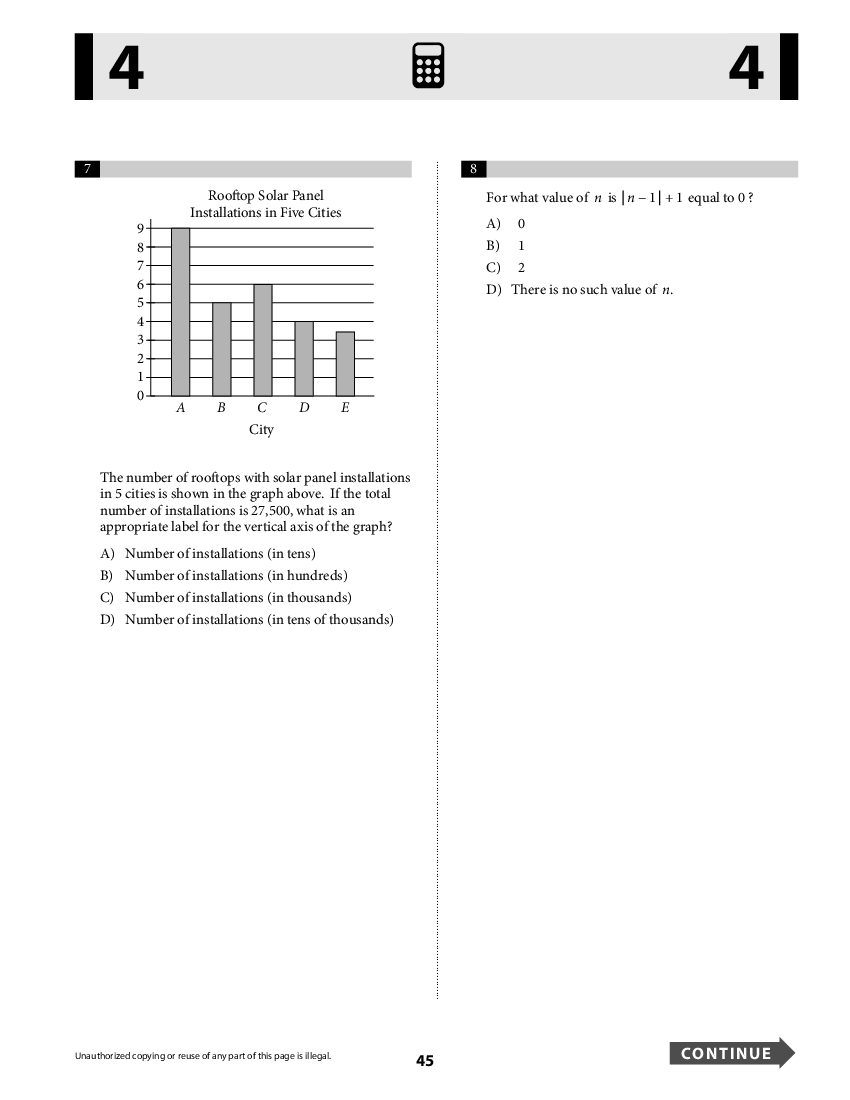 4
4
7
Rooftop Solar Panel
Installations in Five Cities
9
8
7
6
5
4
3
2
1
0
A B C D E
City
The number of rooftops with solar panel installations
in 5 cities is shown in the graph above. If the total
number of installations is 27,500, what is an
appropriate label for the vertical axis of the graph?
A) Number of installations (in tens)
B) Number of installations (in hundreds)
C) Number of installations (in thousands)
D) Number of installations (in tens of thousands)
8
For what value of n is |n − 1| + 1 equal to 0 ?
A) 0
B) 1
C) 2
D) There is no such value of n.
Unauthorized copying or reuse of any part of this page is illegal.
45
CONTINUE